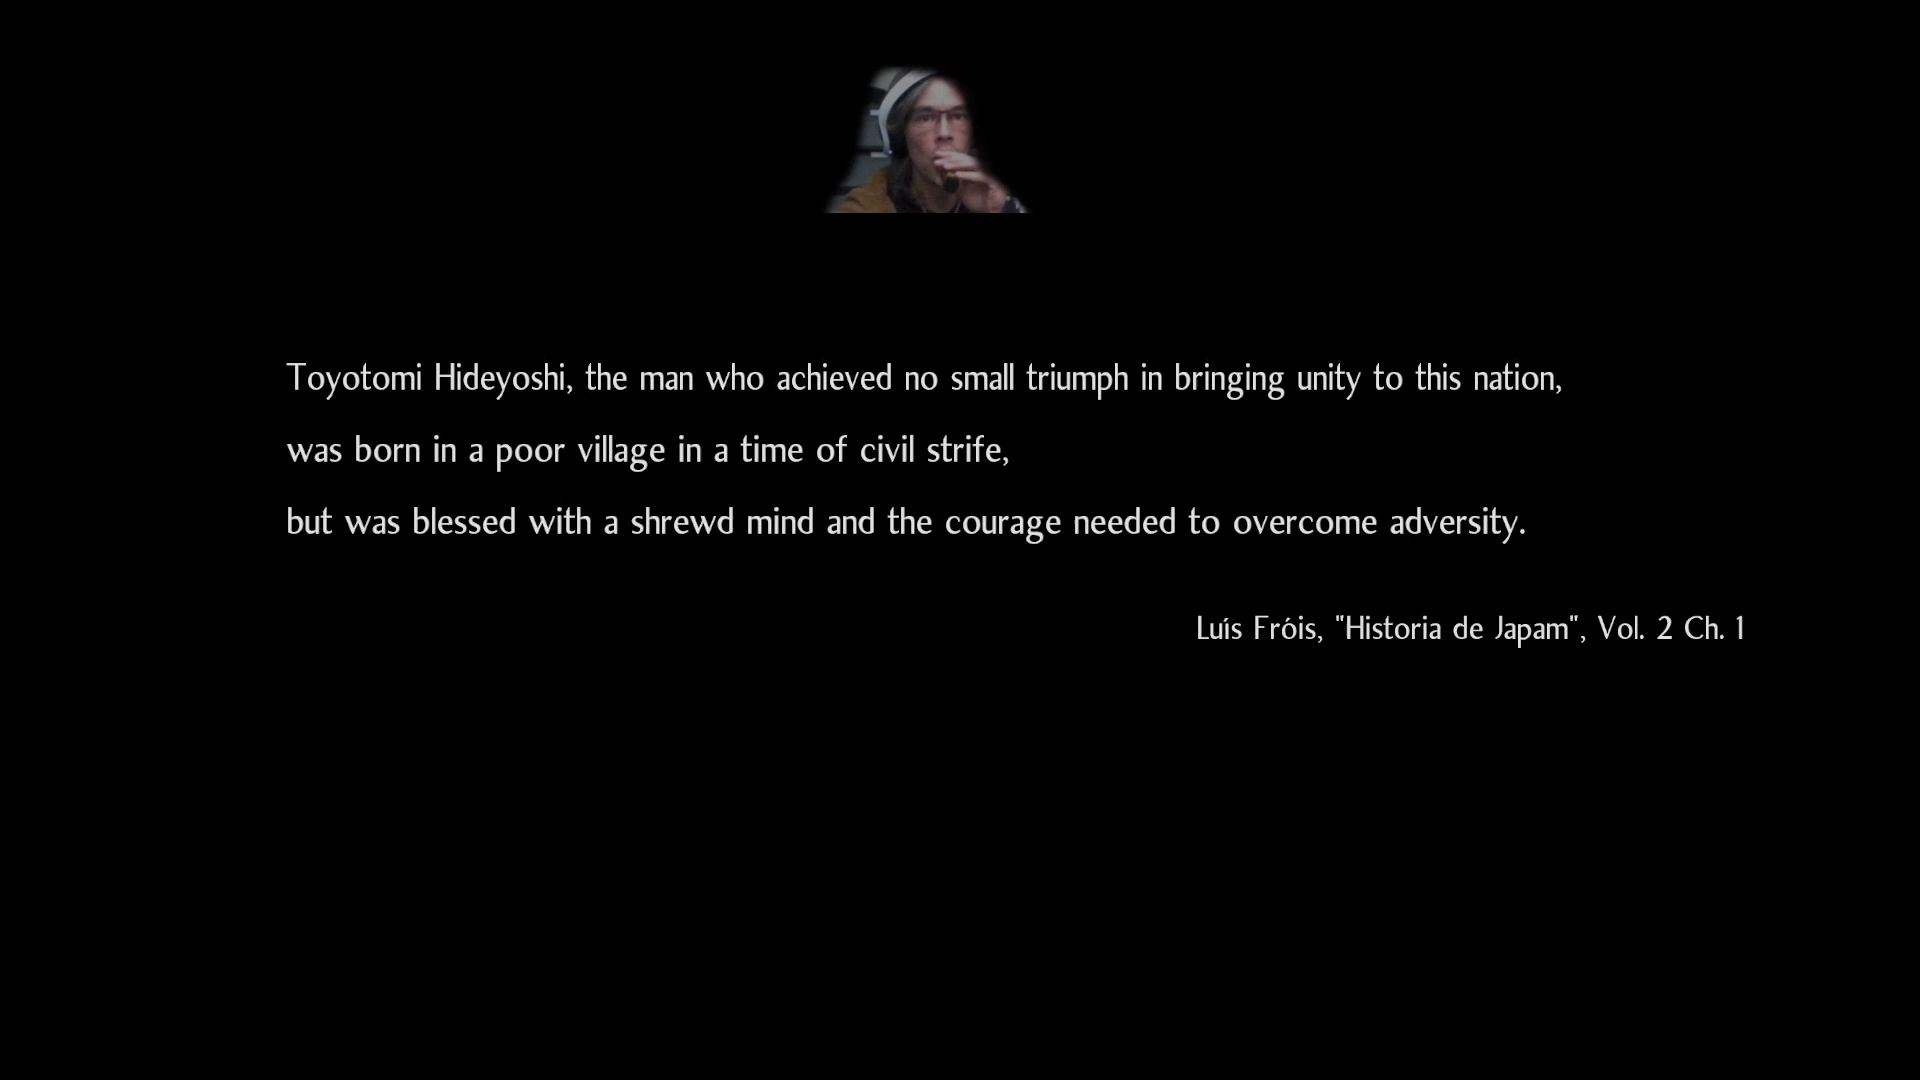 Toyotomi Hideyoshi, the man who achieved no small triumph in bringing unity to this nation,
was born in a poor village in a time of civil strife,
but was blessed with a shrewd mind and the courage needed to overcome adversity.
Luís Fróis, "Historia de Japam", Vol. 2 Ch. 1